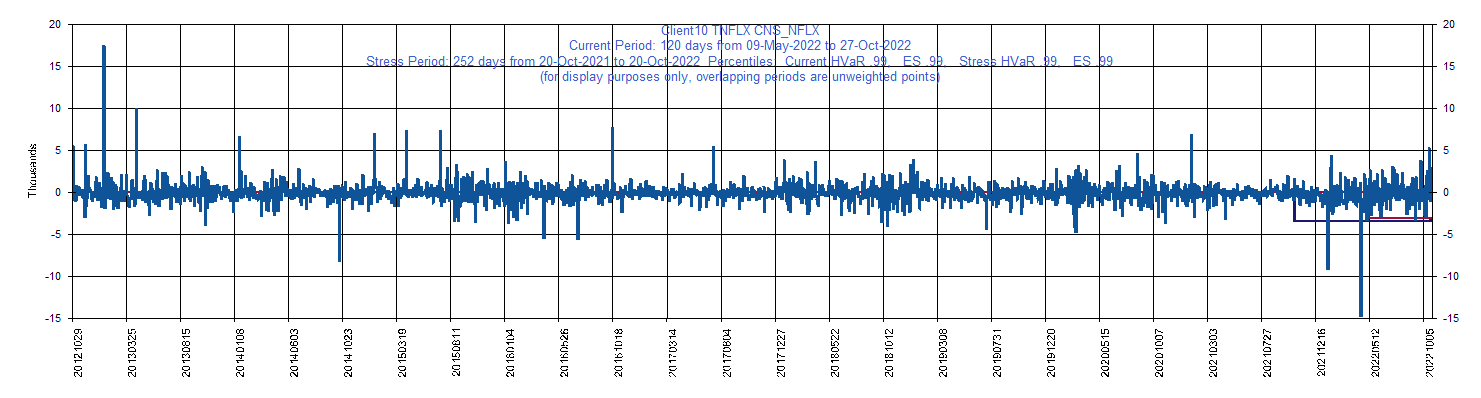 Client10 TNFLX CNS_NFLX
Current Period: 120 days from 09-May-2022 to 27-Oct-2022
Stress Period: 252 days from 20-Oct-2021 to 20-Oct-2022 Percentiles: Current HVaR .99, ES .99, Stress HVaR .99, ES .99
(for display purposes only, overlapping periods are unweighted points)
20 20
15 15
10 10
5 5
0 0
-5 -5
-10 -10
-15 -15
Thousands
20121029 20130325 20130815 20140108 20140603 20141023 20150319 20150811 20160104 20160526 20161018 20170314 20170804 20171227 20180522 20181012 20190308 20190731 20191220 20200515 20201007 20210303 20210727 20211216 20220512 20221005